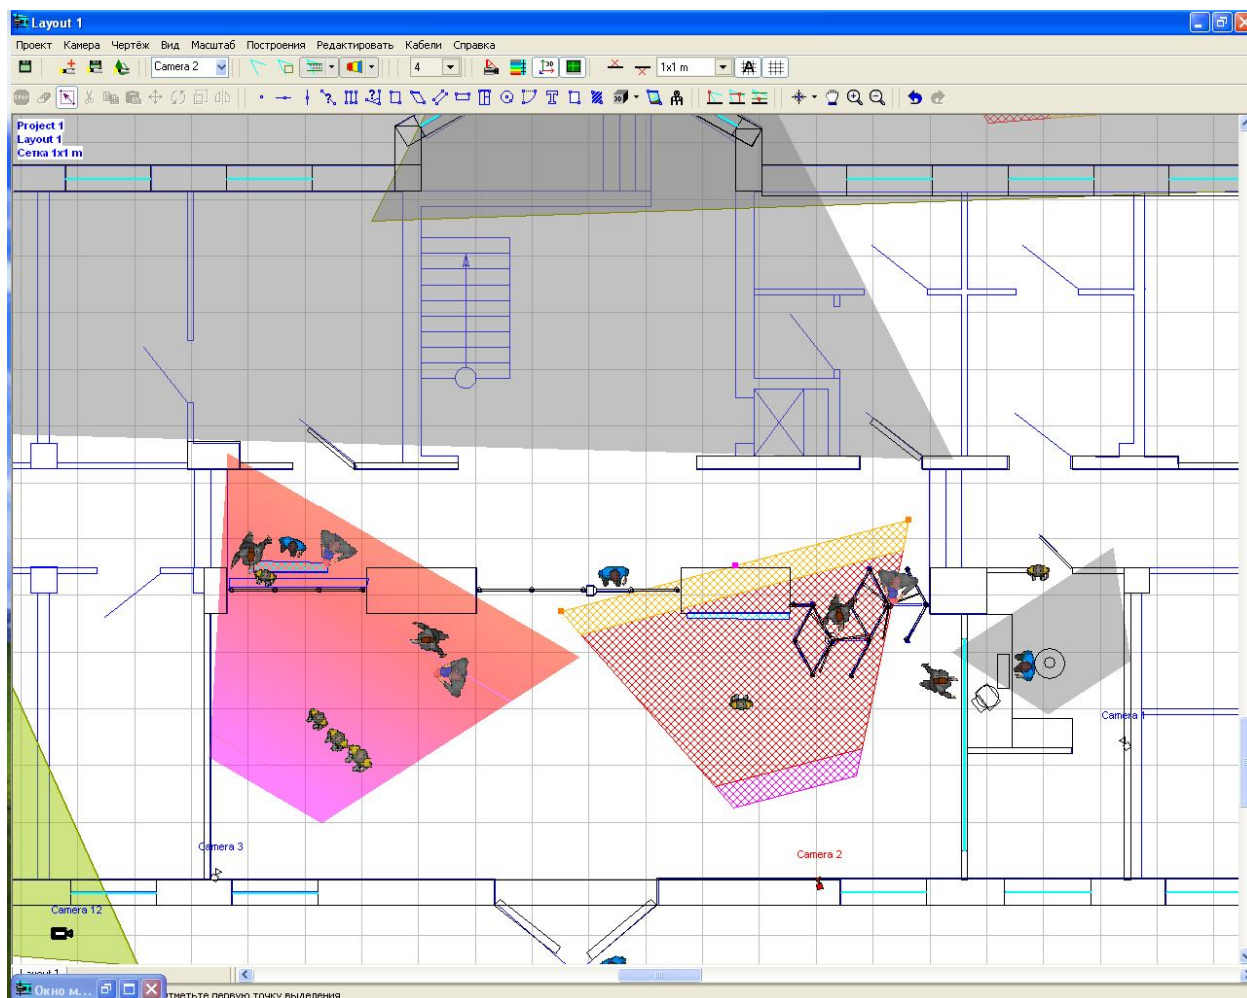 Layout 1
Проект Камера Чертёж Вид Масштаб Построения Редактировать Кабели Справка
Camera 2 4 1x1 m
Project 1
Layout 1
Сетка 1x1 m
Camera 1
Camera 3
Camera 2
Camera 12
Layout 1
Окно м... отметьте первую точку выделения